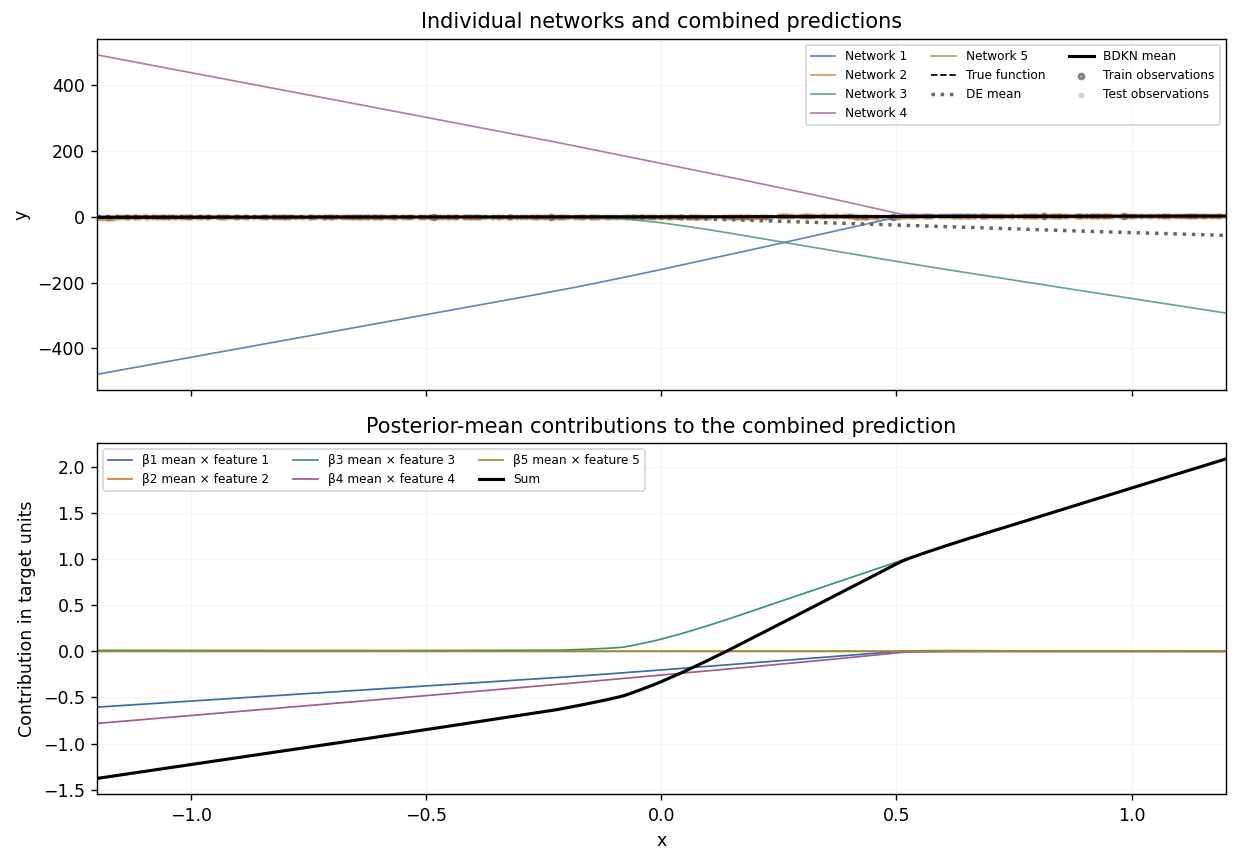 Individual networks and combined predictions
Network 1
Network 2
Network 3
Network 4
Network 5
True function
DE mean
BDKN mean
Train observations
Test observations
400
200
0
−200
−400
y
Posterior-mean contributions to the combined prediction
β1 mean × feature 1
β2 mean × feature 2
β3 mean × feature 3
β4 mean × feature 4
β5 mean × feature 5
Sum
2.0
1.5
1.0
0.5
0.0
−0.5
−1.0
−1.5
Contribution in target units
−1.0
−0.5
0.0
0.5
1.0
x